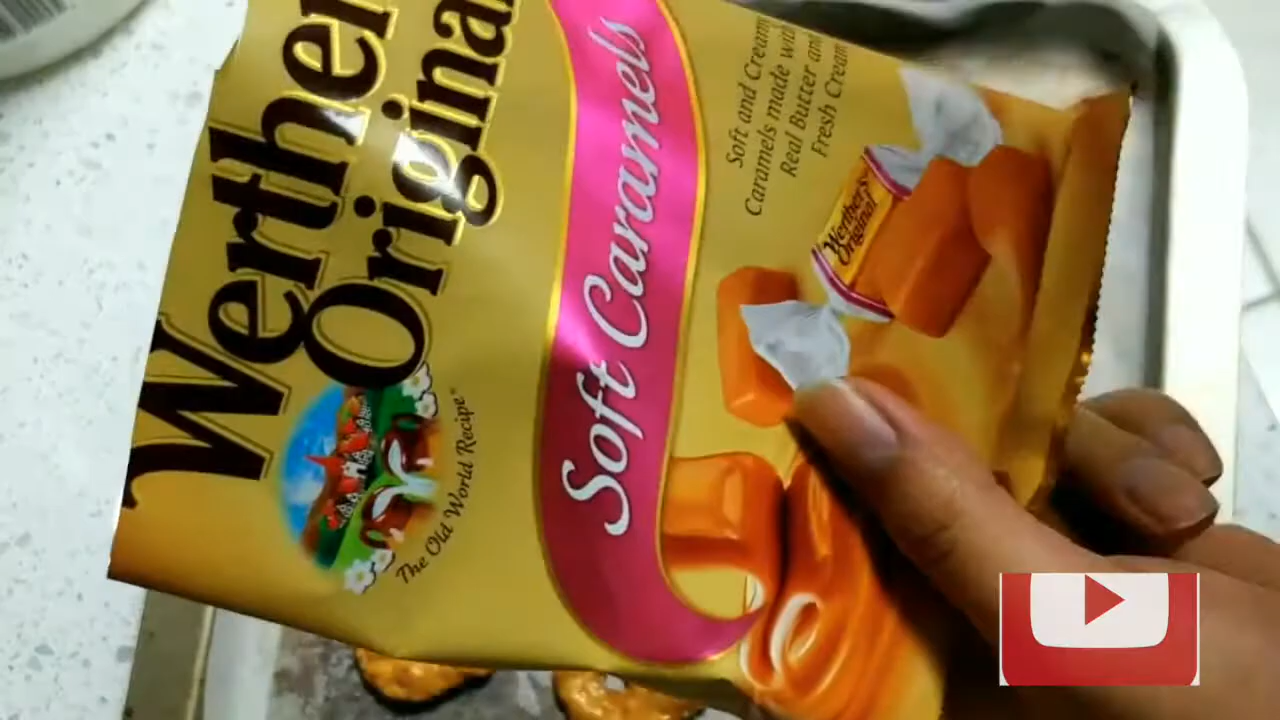 Werther
Original
The Old World Recipe
Soft Caramels
Soft and Creamy
Caramels made with
Real Butter and
Fresh Cream
Werther's
Original